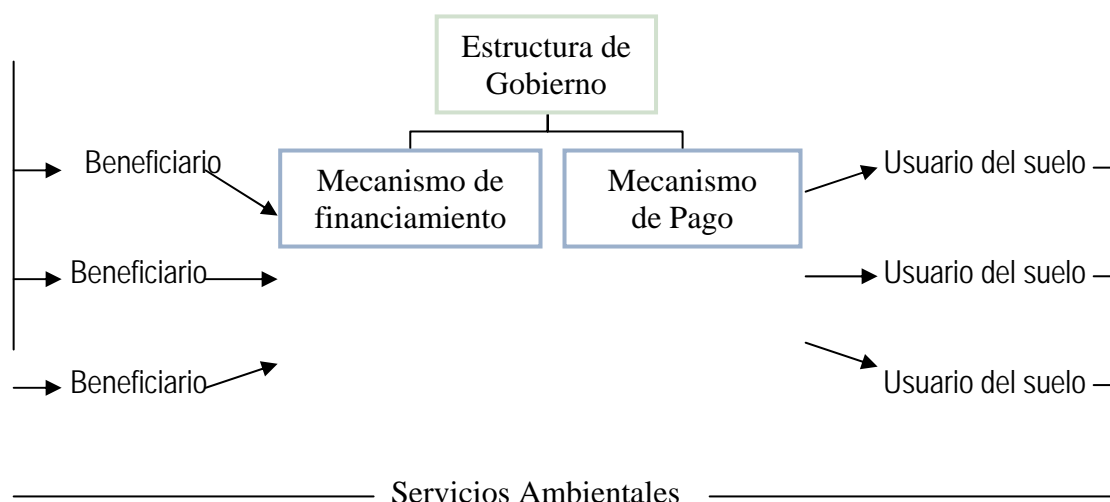 Estructura de
Gobierno
Beneficiario
Mecanismo de
financiamiento
Mecanismo
de Pago
Usuario del suelo
Beneficiario
Usuario del suelo
Beneficiario
Usuario del suelo
Servicios Ambientales